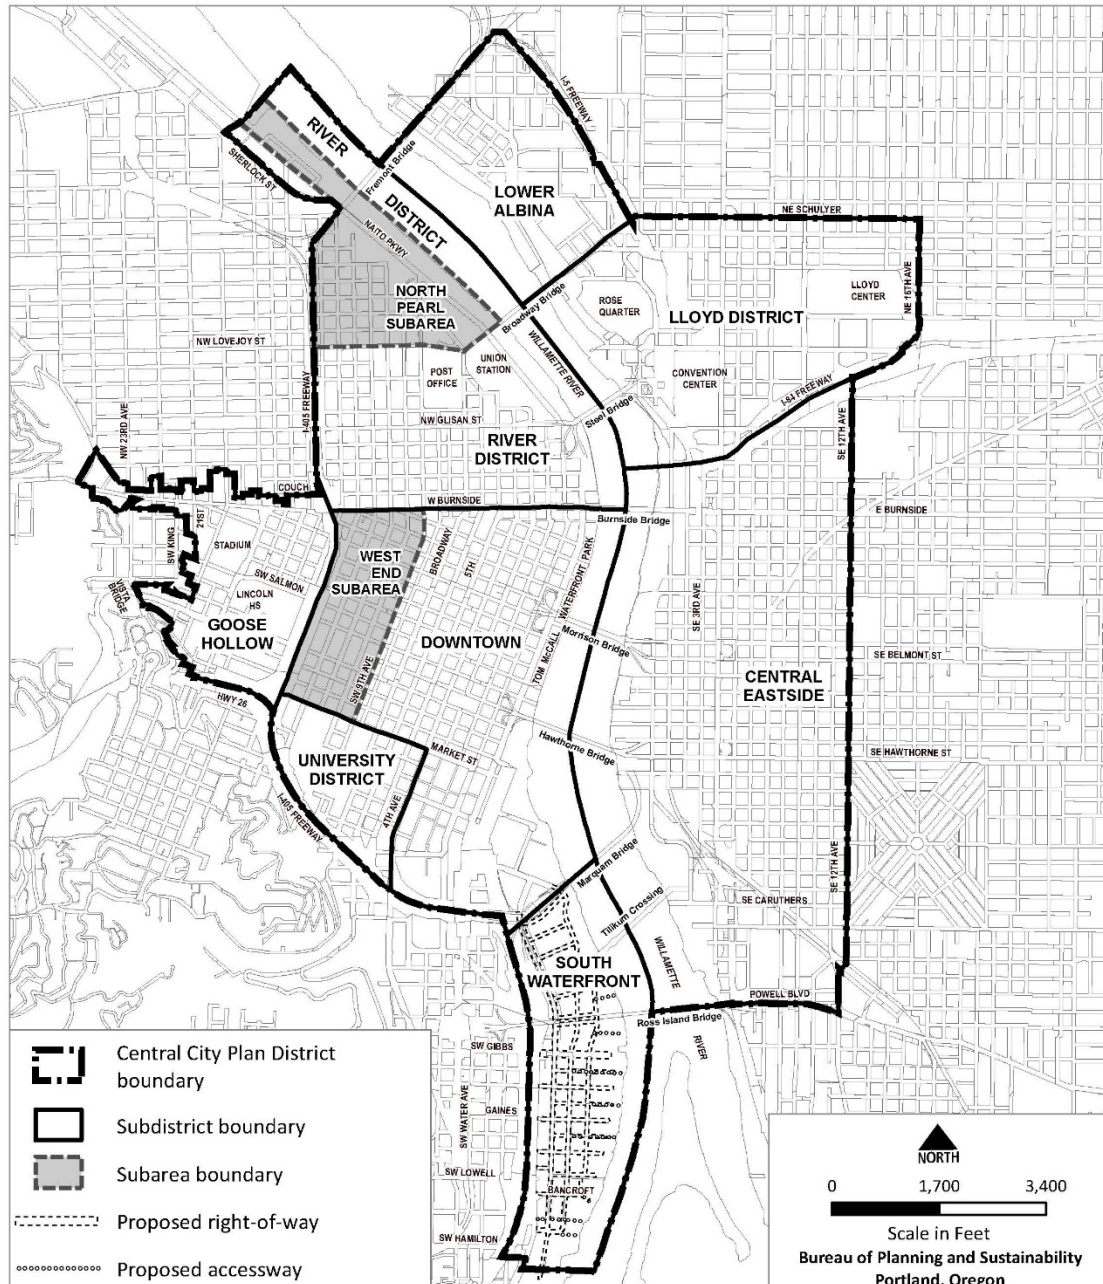 RIVER
DISTRICT
SHERLOCK ST
Fremont Bridge
I-5 FREEWAY
LOWER
ALBINA
NE SCHULYER
NAITO PKWY
NORTH
PEARL
SUBAREA
Broadway Bridge
ROSE
QUARTER
LLOYD
CENTER
NE 15TH AVE
LLOYD DISTRICT
NW LOVEJOY ST
POST
OFFICE
UNION
STATION
WILLAMETTE RIVER
CONVENTION
CENTER
I-84 FREEWAY
Steel Bridge
NW 23RD AVE
I-405 FREEWAY
NW GLISAN ST
RIVER
DISTRICT
SE 12TH AVE
COUCH
W BURNSIDE
Burnside Bridge
E BURNSIDE
21ST
SW KING
STADIUM
VISTA
BRIDGE
SW SALMON
LINCOLN
HS
GOOSE
HOLLOW
WEST
END
SUBAREA
BROADWAY
5TH
SW 9TH AVE
DOWNTOWN
TOM McCALL WATERFRONT PARK
Morrison Bridge
SE 3RD AVE
SE BELMONT ST
CENTRAL
EASTSIDE
HWY 26
UNIVERSITY
DISTRICT
MARKET ST
Hawthorne Bridge
SE HAWTHORNE ST
I-405 FREEWAY
4TH AVE
Marquam Bridge
SE 12TH AVE
SE CARUTHERS
Tilikum Crossing
SOUTH
WATERFRONT
WILLAMETTE
RIVER
POWELL BLVD
Ross Island Bridge
SW GIBBS
SW WATER AVE
GAINES
SW LOWELL
BANCROFT
SW HAMILTON
Central City Plan District
boundary
Subdistrict boundary
Subarea boundary
Proposed right-of-way
Proposed accessway
NORTH
0 1,700 3,400
Scale in Feet
Bureau of Planning and Sustainability
Portland, Oregon